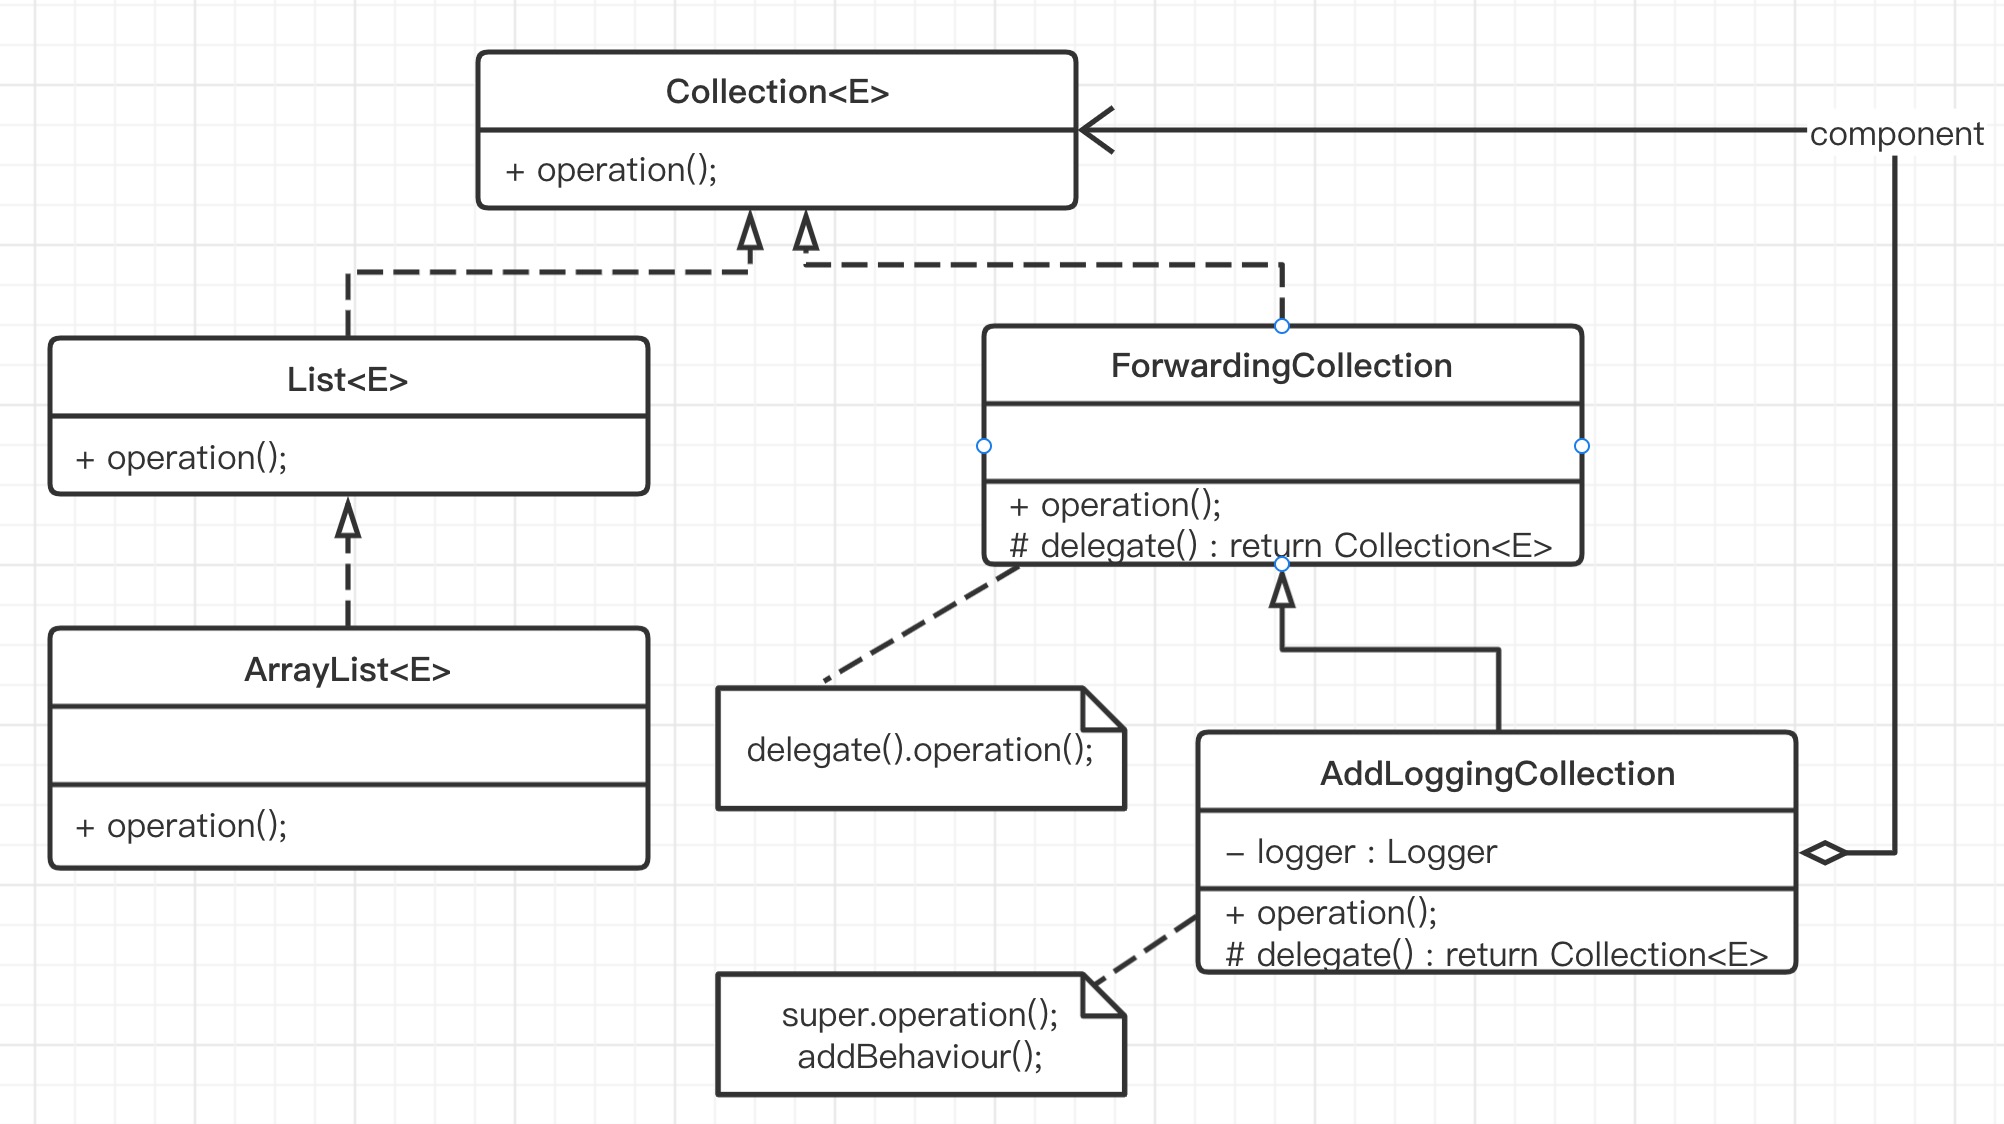 Collection<E>
+ operation();
component
List<E>
+ operation();
ForwardingCollection
+ operation();
# delegate() : return Collection<E>
ArrayList<E>
+ operation();
delegate().operation();
AddLoggingCollection
– logger : Logger
+ operation();
# delegate() : return Collection<E>
super.operation();
addBehaviour();